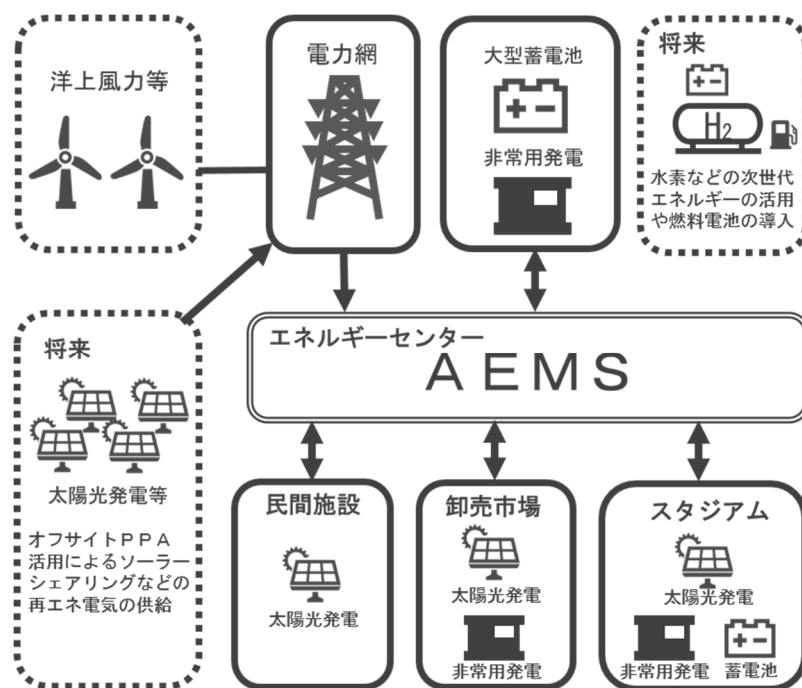 洋上風力等
電力網
大型蓄電池
非常用発電
将来
H2
水素などの次世代
エネルギーの活用
や燃料電池の導入
エネルギーセンター
AEMS
将来
太陽光発電等
オフサイトPPA
活用によるソーラー
シェアリングなどの
再エネ電気の供給
民間施設
太陽光発電
卸売市場
太陽光発電
非常用発電
スタジアム
太陽光発電
非常用発電
蓄電池